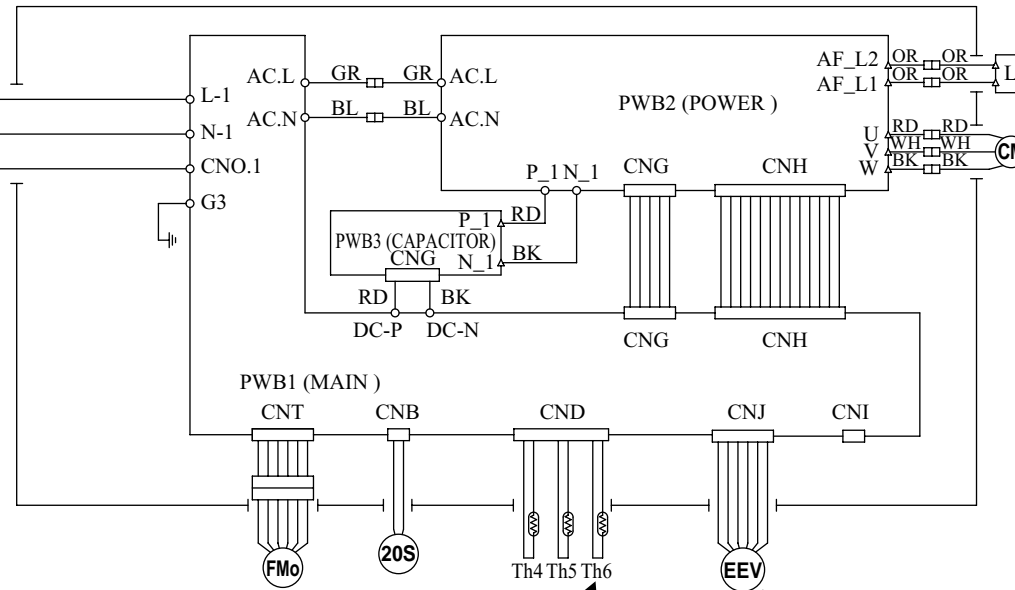 AF_L2 OR OR
AC.L GR GR AC.L
AF_L1 OR OR L
L-1
PWB2 (POWER )
AC.N BL BL AC.N
N-1
U RD RD
V WH WH
CM
W BK BK
CNO.1
P_1 N_1 CNG CNH
G3
P_1 RD
PWB3 (CAPACITOR)
CNG N_1 BK
RD BK
DC-P DC-N
CNG CNH
PWB1 (MAIN )
CNT CNB CND CNJ CNI
20S
FMo Th4 Th5 Th6 EEV